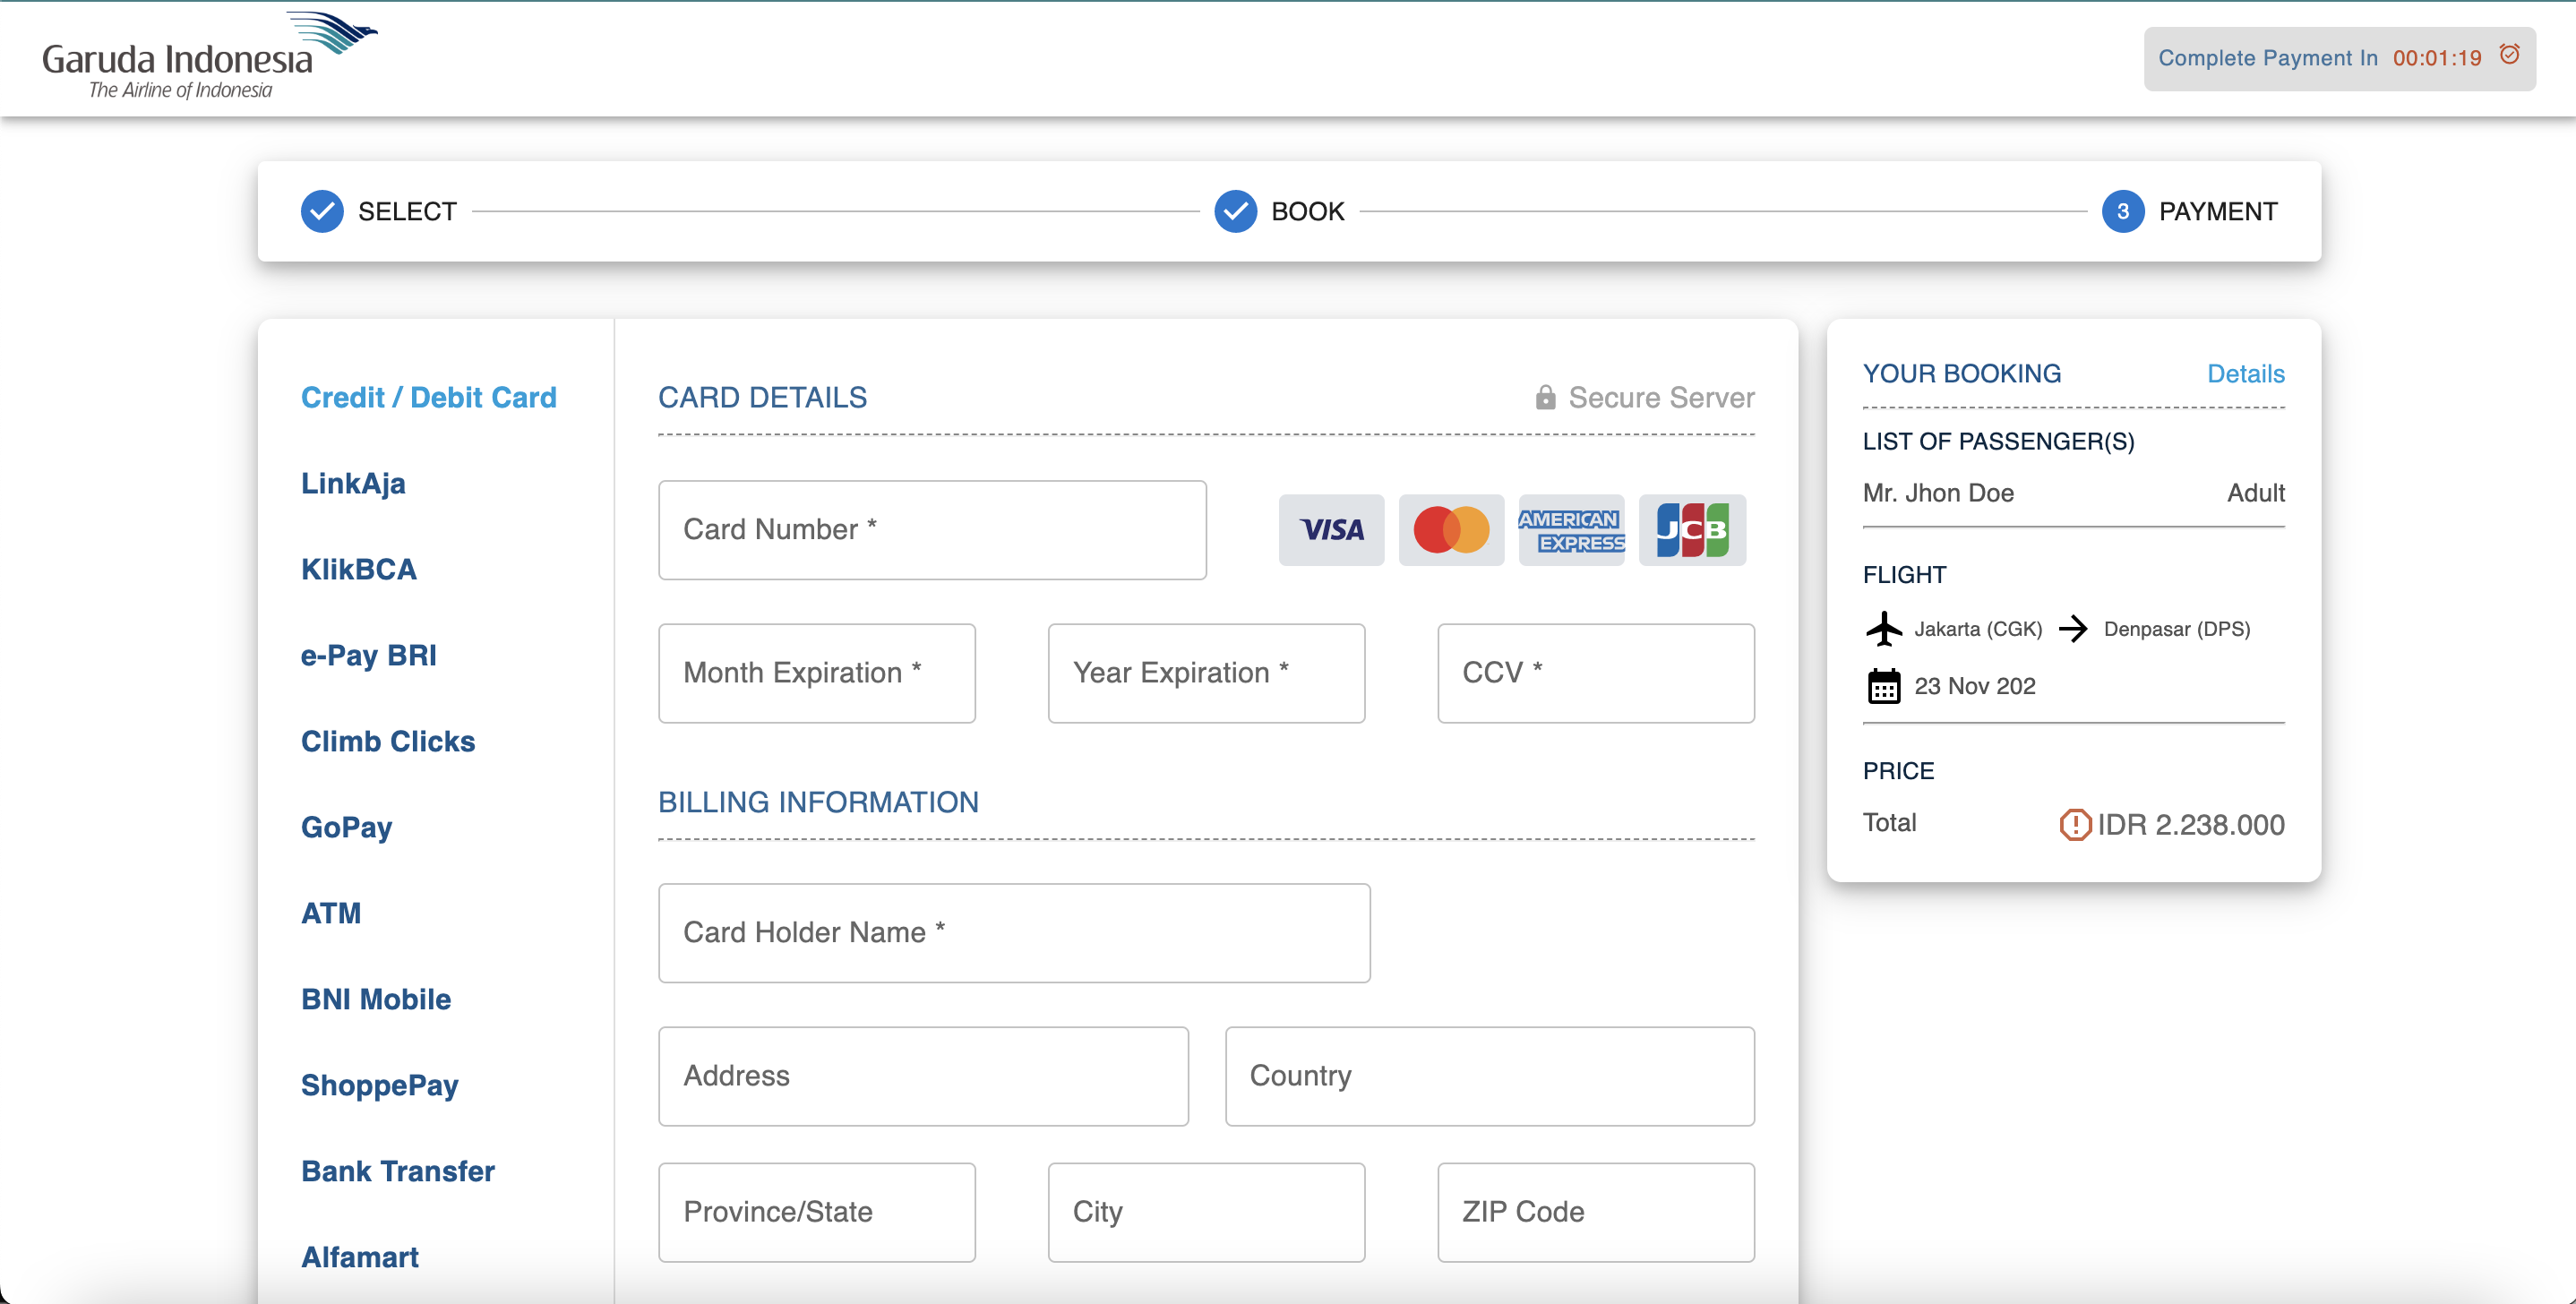 Garuda Indonesia
The Airline of Indonesia
Complete Payment In 00:01:19
SELECT
BOOK
3 PAYMENT
Credit / Debit Card
LinkAja
KlikBCA
e-Pay BRI
Climb Clicks
GoPay
ATM
BNI Mobile
ShoppePay
Bank Transfer
Alfamart
CARD DETAILS
Secure Server
Card Number *
VISA
AMERICAN
EXPRESS
JCB
Month Expiration *
Year Expiration *
CCV *
BILLING INFORMATION
Card Holder Name *
Address
Country
Province/State
City
ZIP Code
YOUR BOOKING
Details
LIST OF PASSENGER(S)
Mr. Jhon Doe
Adult
FLIGHT
Jakarta (CGK)
Denpasar (DPS)
23 Nov 202
PRICE
Total
IDR 2.238.000